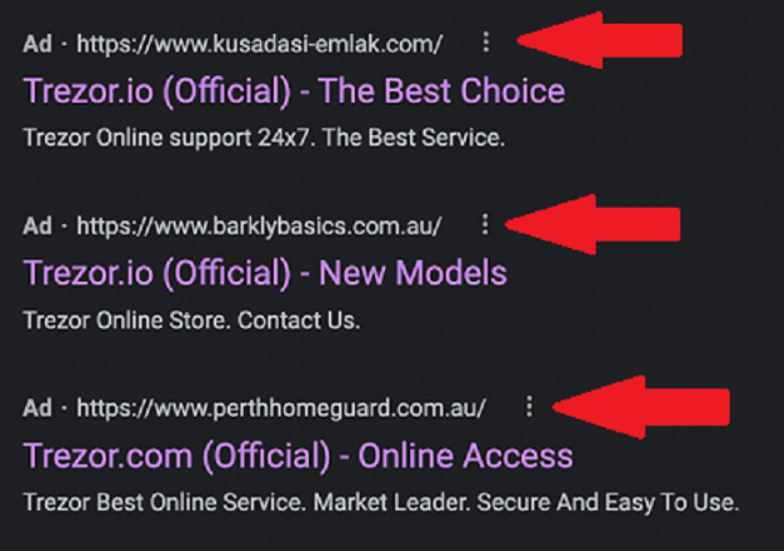 Ad · https://www.kusadasi-emlak.com/
Trezor.io (Official) - The Best Choice
Trezor Online support 24x7. The Best Service.
Ad · https://www.barklybasics.com.au/
Trezor.io (Official) - New Models
Trezor Online Store. Contact Us.
Ad · https://www.perthhomeguard.com.au/
Trezor.com (Official) - Online Access
Trezor Best Online Service. Market Leader. Secure And Easy To Use.